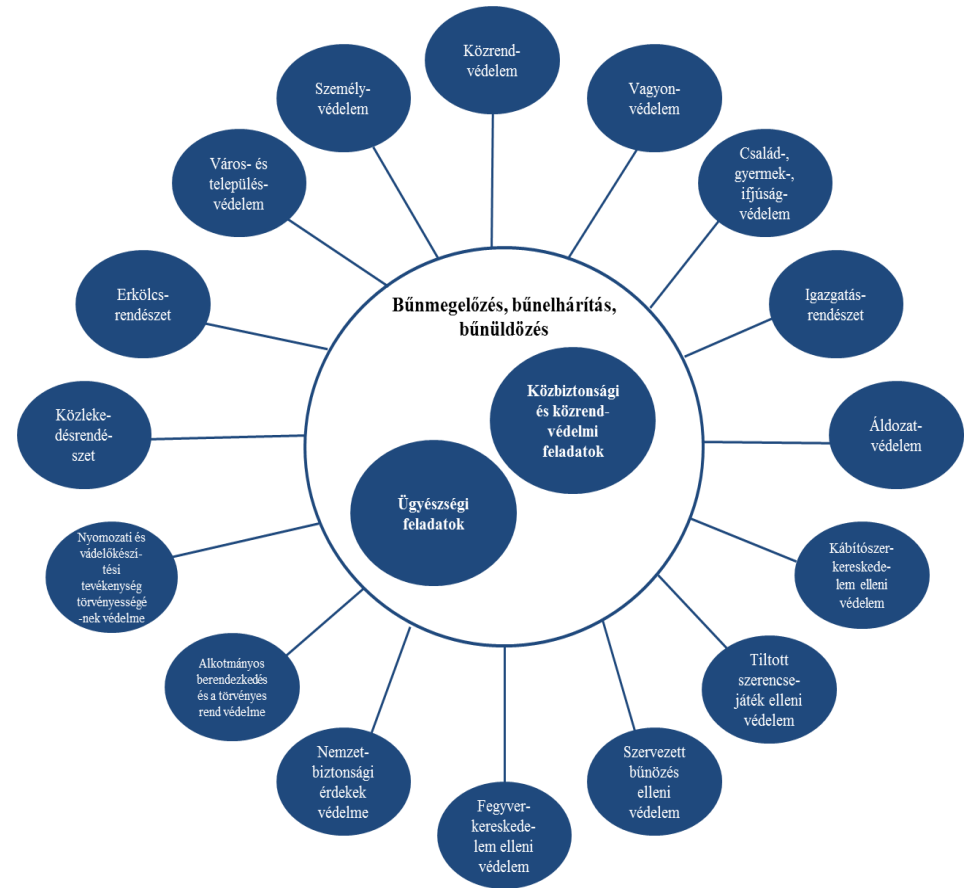 Közrend-
védelem
Vagyon-
védelem
Család-,
gyermek-,
ifjúság-
védelem
Igazgatás-
rendészet
Áldozat-
védelem
Kábítószer-
kereskede-
lem elleni
védelem
Tiltott
szerencse-
játék elleni
védelem
Szervezett
bűnözés
elleni
védelem
Fegyver-
kereskede-
lem elleni
védelem
Nemzet-
biztonsági
érdekek
védelme
Alkotmányos
berendezkedés
és a törvényes
rend védelme
Nyomozati és
vádelőkészí-
tési
tevékenység
törvényességé
-nek védelme
Közleke-
désrendé-
szet
Erkölcs-
rendészet
Város- és
település-
védelem
Személy-
védelem
Bűnmegelőzés, bűnelhárítás,
bűnüldözés
Közbiztonsági
és közrend-
védelmi
feladatok
Ügyészségi
feladatok